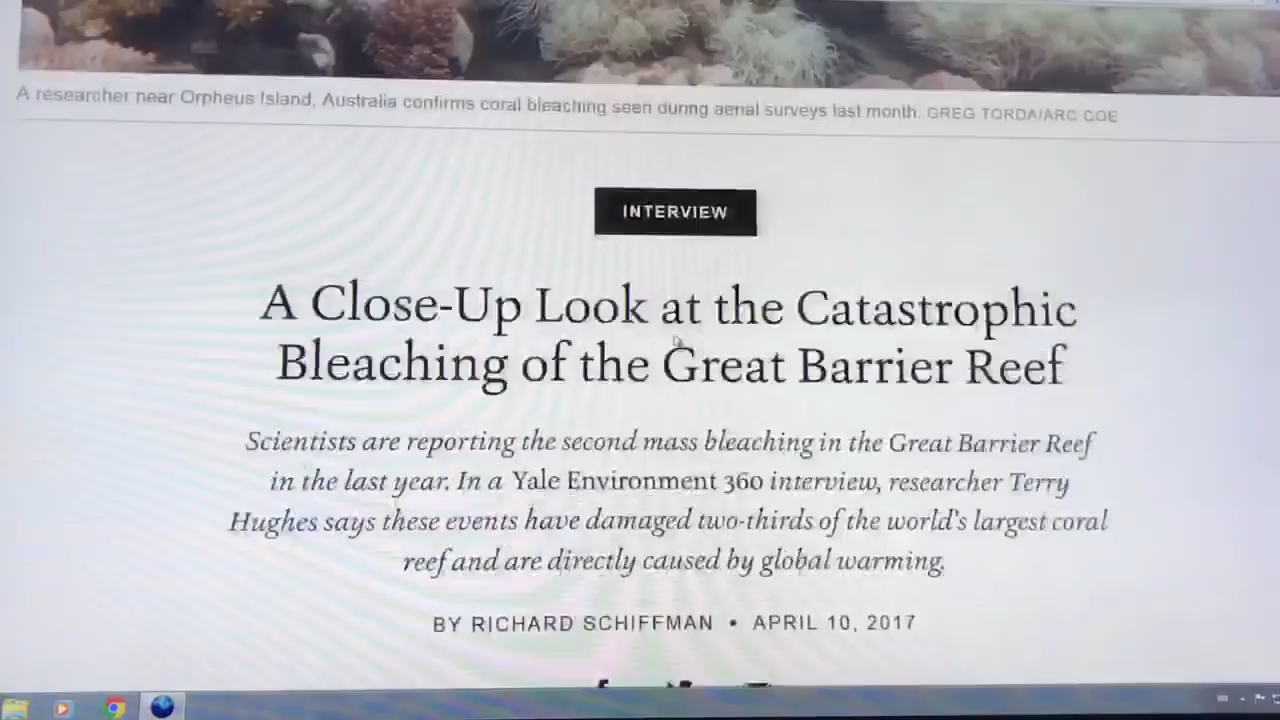 A researcher near Orpheus Island, Australia confirms coral bleaching seen during aerial surveys last month. GREG TORDA/ARC COE
INTERVIEW
A Close-Up Look at the Catastrophic
Bleaching of the Great Barrier Reef
Scientists are reporting the second mass bleaching in the Great Barrier Reef
in the last year. In a Yale Environment 360 interview, researcher Terry
Hughes says these events have damaged two-thirds of the world's largest coral
reef and are directly caused by global warming.
BY RICHARD SCHIFFMAN • APRIL 10, 2017